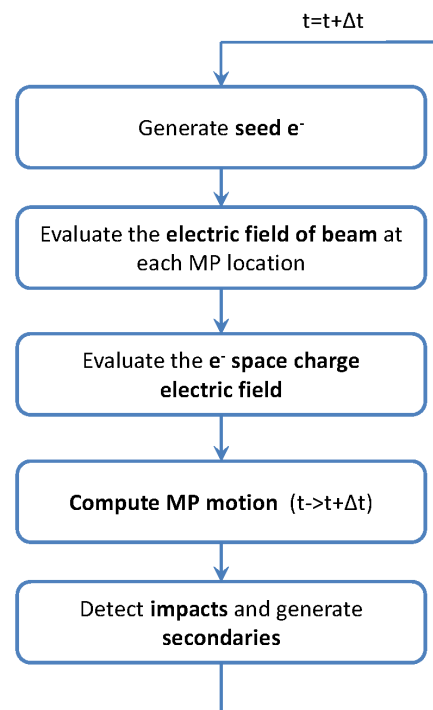 t=t+Δt
Generate seed e⁻
Evaluate the electric field of beam at
each MP location
Evaluate the e⁻ space charge
electric field
Compute MP motion (t->t+Δt)
Detect impacts and generate
secondaries